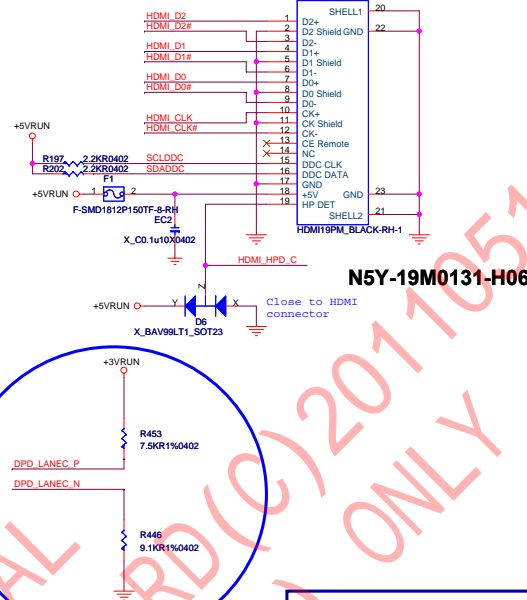 HDMI_D2
HDMI_D2#
HDMI_D1
HDMI_D1#
HDMI_D0
HDMI_D0#
HDMI_CLK
HDMI_CLK#
1 D2+
2 D2 Shield GND
3 D2-
4 D1+
5 D1 Shield
6 D1-
7 D0+
8 D0 Shield
9 D0-
10 CK+
11 CK Shield
12 CK-
13 CE Remote
14 NC
15 DDC CLK
16 DDC DATA
17 GND
18 +5V GND 23
19 HP DET
SHELL1 20
22
21
SHELL2
HDMI19PM_BLACK-RH-1
+5VRUN
R197 2.2KR0402 SCLDDC
R202 2.2KR0402 SDADDC
F1
+5VRUN 1 2
F-SMD1812P150TF-8-RH
EC2
X_C0.1u10X0402
HDMI_HPD_C
N5Y-19M0131-H06
+5VRUN Y Z X
D6
X_BAV99LT1_SOT23
Close to HDMI
connector
+3VRUN
R453
7.5KR1%0402
DPD_LANEC_P
DPD_LANEC_N
R446
9.1KR1%0402
(C)2011051
ONLY